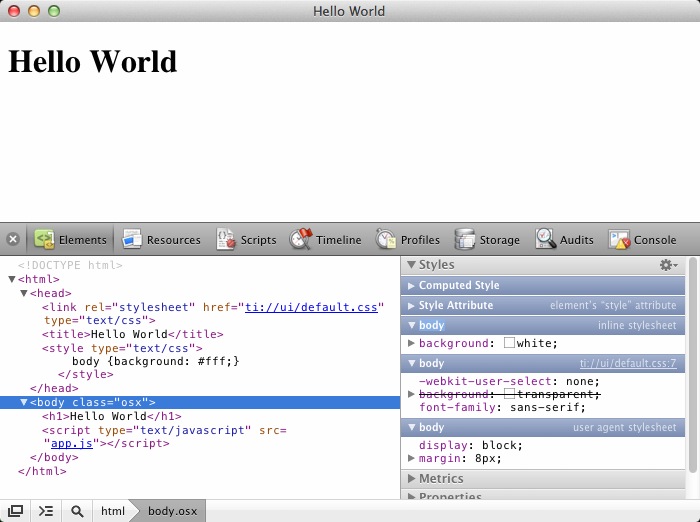 Hello World
Hello World
Elements Resources Scripts Timeline Profiles Storage Audits Console
<!DOCTYPE html>
<html>
<head>
<link rel="stylesheet" href="ti://ui/default.css"
type="text/css">
<title>Hello World</title>
<style type="text/css">
body {background: #fff;}
</style>
</head>
<body class="osx">
<h1>Hello World</h1>
<script type="text/javascript" src=
"app.js"></script>
</body>
</html>
Styles
Computed Style
Style Attribute element's "style" attribute
body inline stylesheet
background: white;
body ti://ui/default.css:7
-webkit-user-select: none;
background: transparent;
font-family: sans-serif;
body user agent stylesheet
display: block;
margin: 8px;
Metrics
Properties
html body.osx